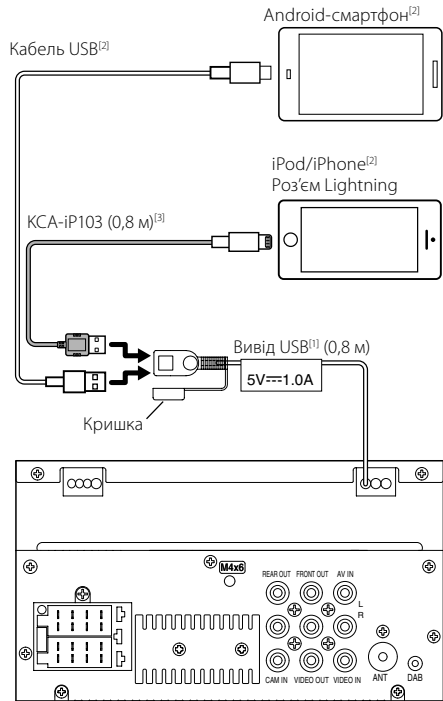 Android-смартфон[2]
Кабель USB[2]
iPod/iPhone[2]
Роз’єм Lightning
KCA-iP103 (0,8 м)[3]
Вивід USB[1] (0,8 м)
5V⎓1.0A
Кришка
M4x6
REAR OUT FRONT OUT AV IN
L
R
CAM IN VIDEO OUT VIDEO IN
ANT DAB